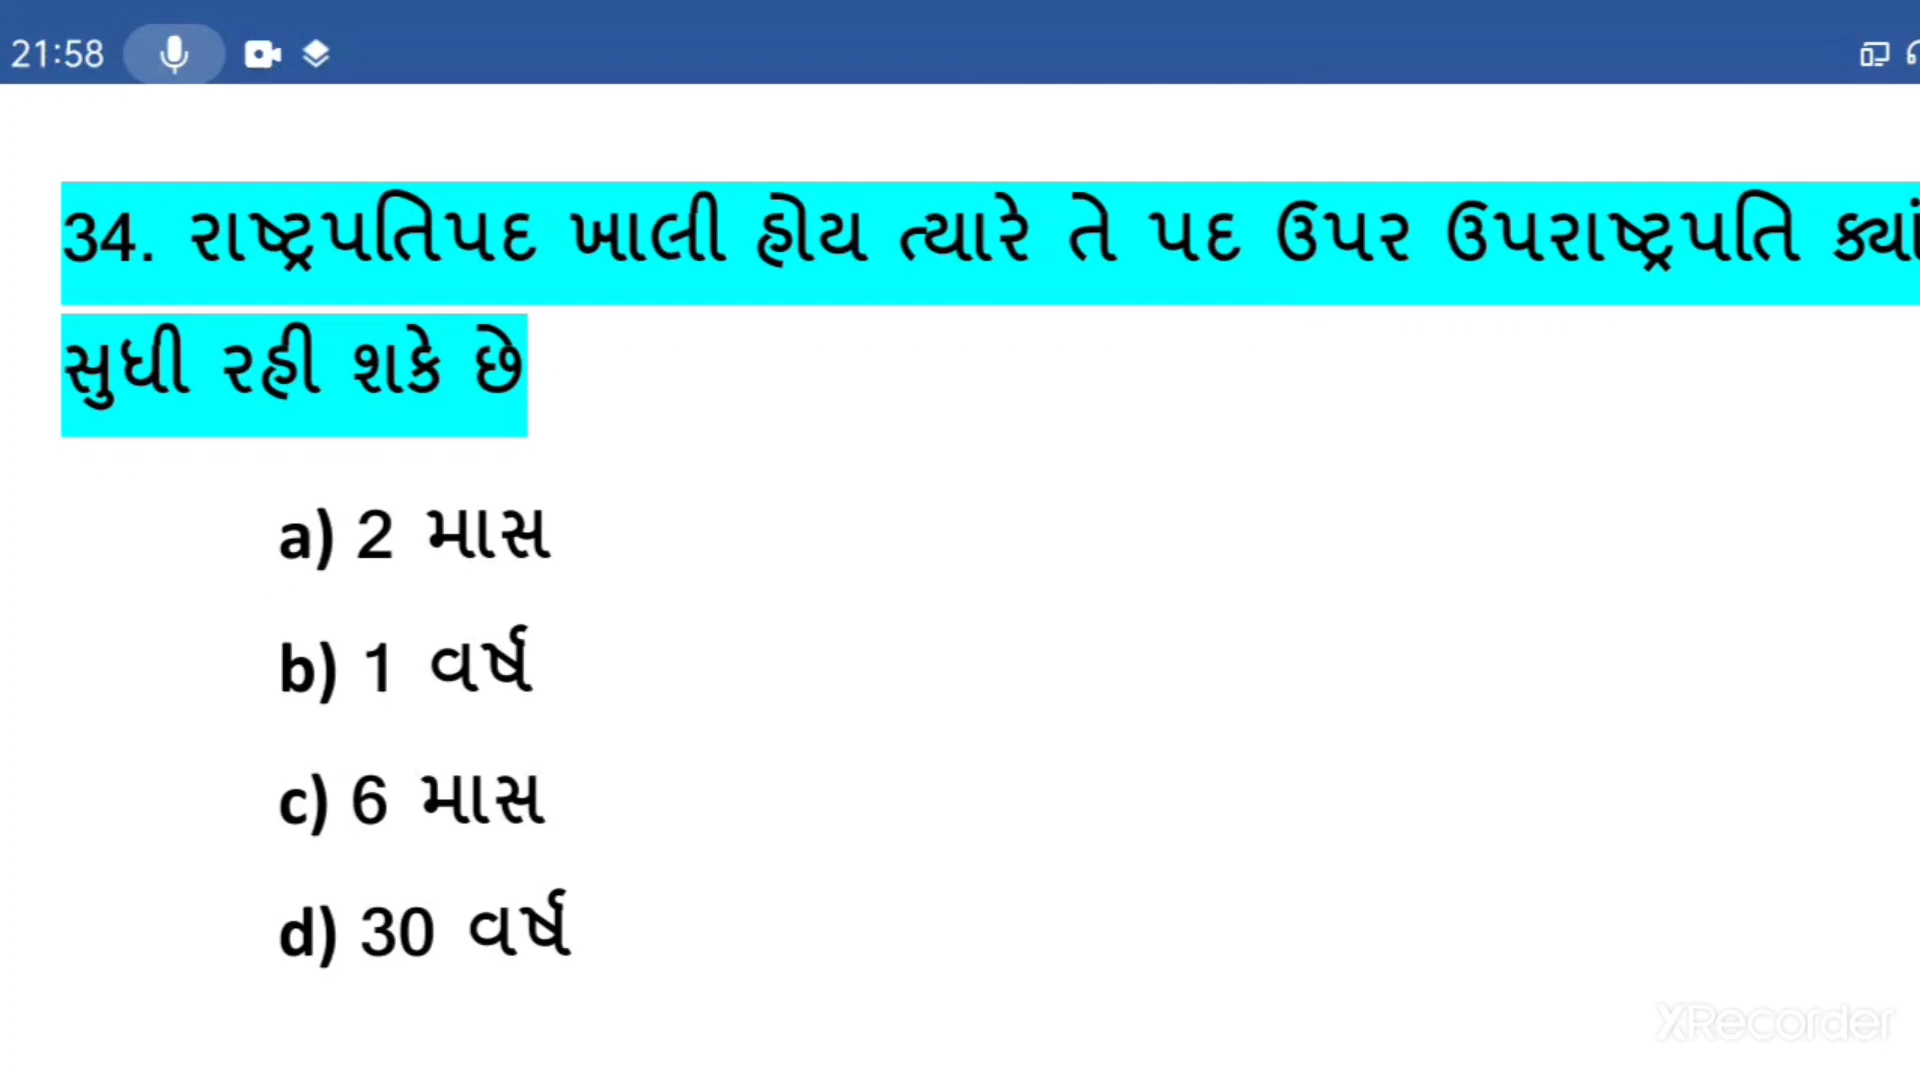 21:58
34. રાષ્ટ્રપતિપદ ખાલી હોય ત્યારે તે પદ ઉપર ઉપરાષ્ટ્રપતિ ક્યાં
સુધી રહી શકે છે
a) 2 માસ
b) 1 વર્ષ
c) 6 માસ
d) 30 વર્ષ
XRecorder